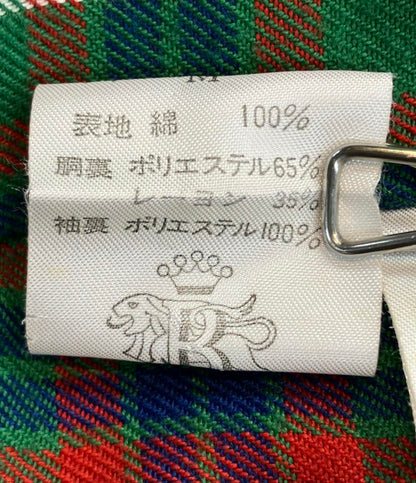 M
表地 綿 100%
胴裏 ポリエステル65%
レーヨン 35%
袖裏 ポリエステル100%
R